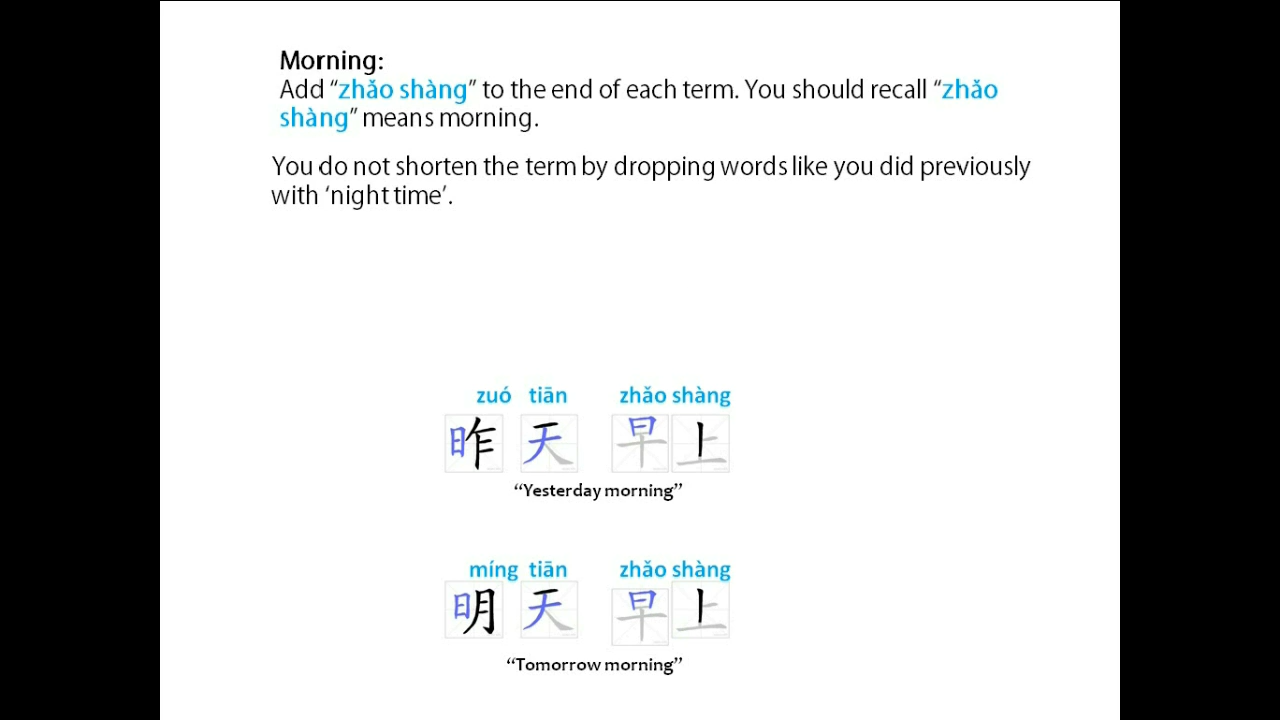 Morning:
Add “zhǎo shàng” to the end of each term. You should recall “zhǎo
shàng” means morning.
You do not shorten the term by dropping words like you did previously
with ‘night time’.
zuó tiān zhǎo shàng
昨天 早上
“Yesterday morning”
míng tiān zhǎo shàng
明天 早上
“Tomorrow morning”